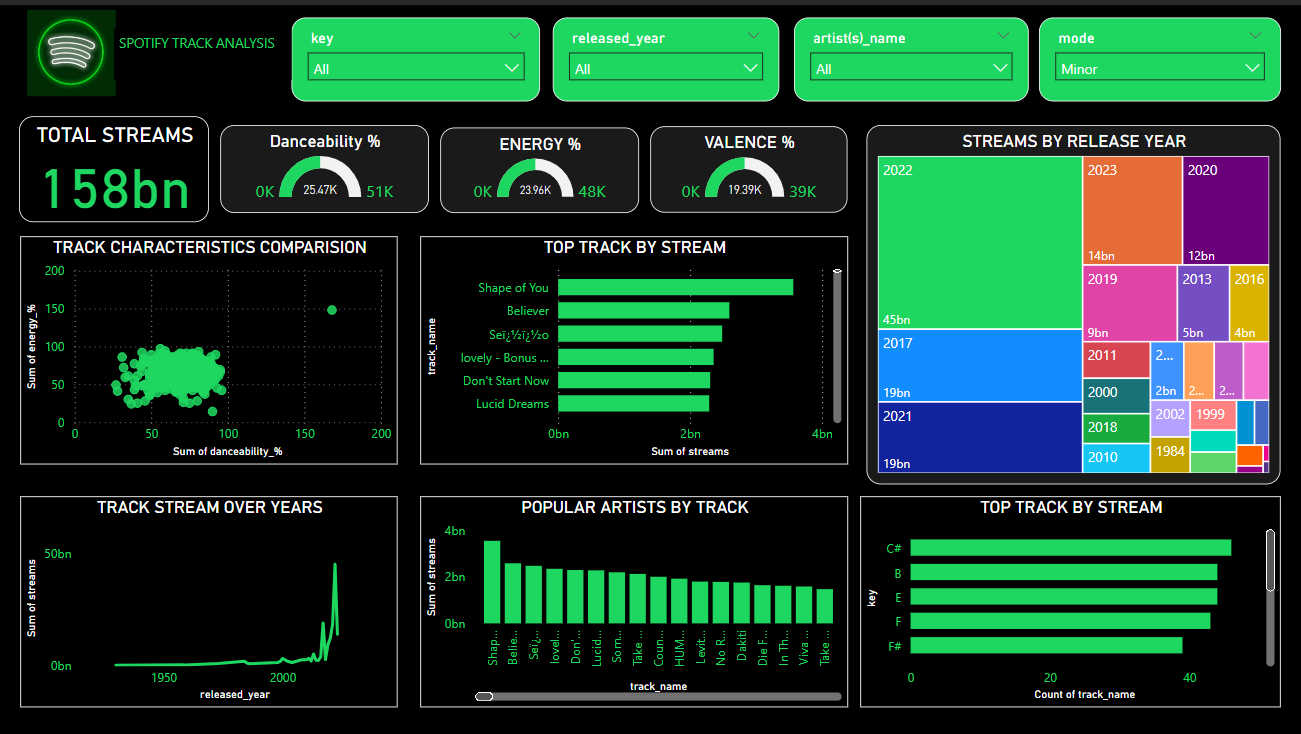 SPOTIFY TRACK ANALYSIS
key
All
released_year
All
artist(s)_name
All
mode
Minor
TOTAL STREAMS
158bn
Danceability %
0K
25.47K
51K
ENERGY %
0K
23.96K
48K
VALENCE %
0K
19.39K
39K
STREAMS BY RELEASE YEAR
2022
45bn
2017
19bn
2021
19bn
2023
14bn
2020
12bn
2019
9bn
2013
5bn
2016
4bn
2011
2000
2018
2010
2...
2bn
2...
2...
2002
1999
1984
TRACK CHARACTERISTICS COMPARISION
Sum of energy_%
200
150
100
50
0
0 50 100 150 200
Sum of danceability_%
TOP TRACK BY STREAM
track_name
Shape of You
Believer
Seï¿½ï¿½o
lovely - Bonus ...
Don't Start Now
Lucid Dreams
0bn 2bn 4bn
Sum of streams
TRACK STREAM OVER YEARS
Sum of streams
50bn
0bn
1950 2000
released_year
POPULAR ARTISTS BY TRACK
Sum of streams
4bn
2bn
0bn
Shap...
Belie...
Seï¿...
lovel...
Don'...
Lucid...
Som...
Take ...
Coun...
HUM...
Levit...
No R...
Dakiti
Die F...
In Th...
Viva ...
Take ...
track_name
TOP TRACK BY STREAM
key
C#
B
E
F
F#
0 20 40
Count of track_name